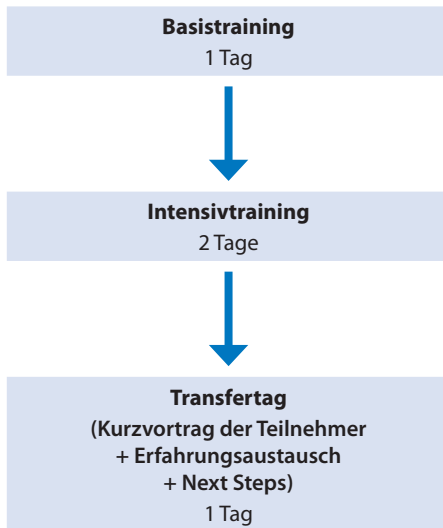 Basistraining
1 Tag
Intensivtraining
2 Tage
Transfertag
(Kurzvortrag der Teilnehmer
+ Erfahrungsaustausch
+ Next Steps)
1 Tag